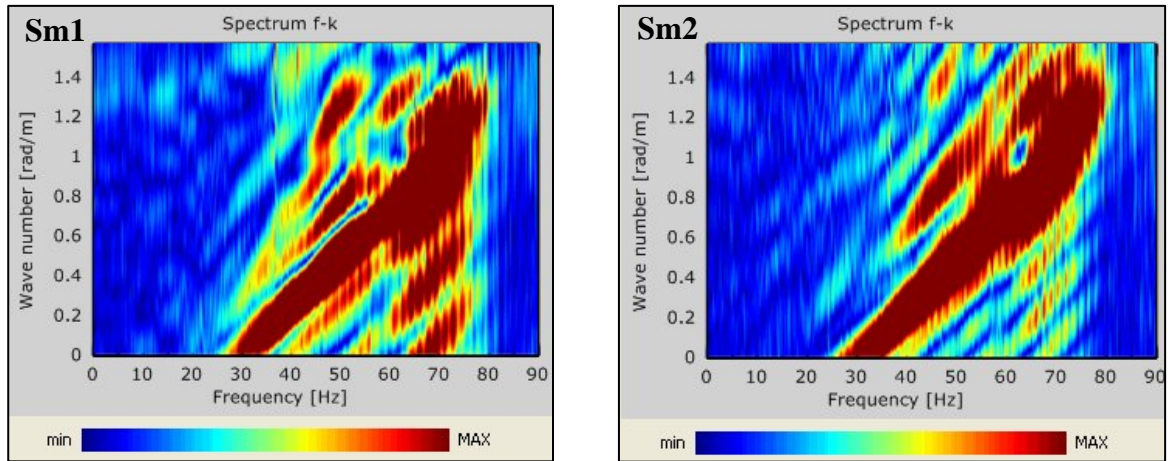 Sm1
Spectrum f-k
Wave number [rad/m]
1.4
1.2
1
0.8
0.6
0.4
0.2
0
0 10 20 30 40 50 60 70 80 90
Frequency [Hz]
min MAX
Sm2
Spectrum f-k
Wave number [rad/m]
1.4
1.2
1
0.8
0.6
0.4
0.2
0
0 10 20 30 40 50 60 70 80 90
Frequency [Hz]
min MAX